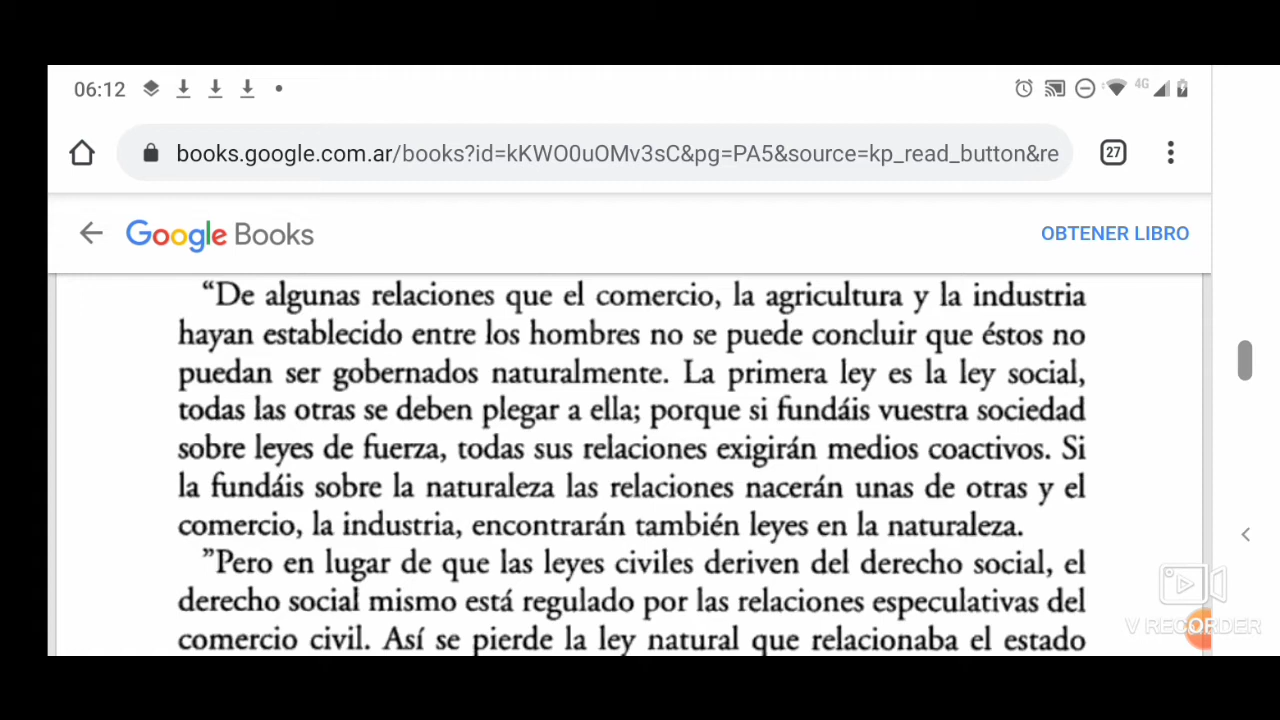 06:12
4G
books.google.com.ar/books?id=kKWO0uOMv3sC&pg=PA5&source=kp_read_button&re
27
Google Books
OBTENER LIBRO
“De algunas relaciones que el comercio, la agricultura y la industria
hayan establecido entre los hombres no se puede concluir que éstos no
puedan ser gobernados naturalmente. La primera ley es la ley social,
todas las otras se deben plegar a ella; porque si fundáis vuestra sociedad
sobre leyes de fuerza, todas sus relaciones exigirán medios coactivos. Si
la fundáis sobre la naturaleza las relaciones nacerán unas de otras y el
comercio, la industria, encontrarán también leyes en la naturaleza.
”Pero en lugar de que las leyes civiles deriven del derecho social, el
derecho social mismo está regulado por las relaciones especulativas del
comercio civil. Así se pierde la ley natural que relacionaba el estado
V RECORDER